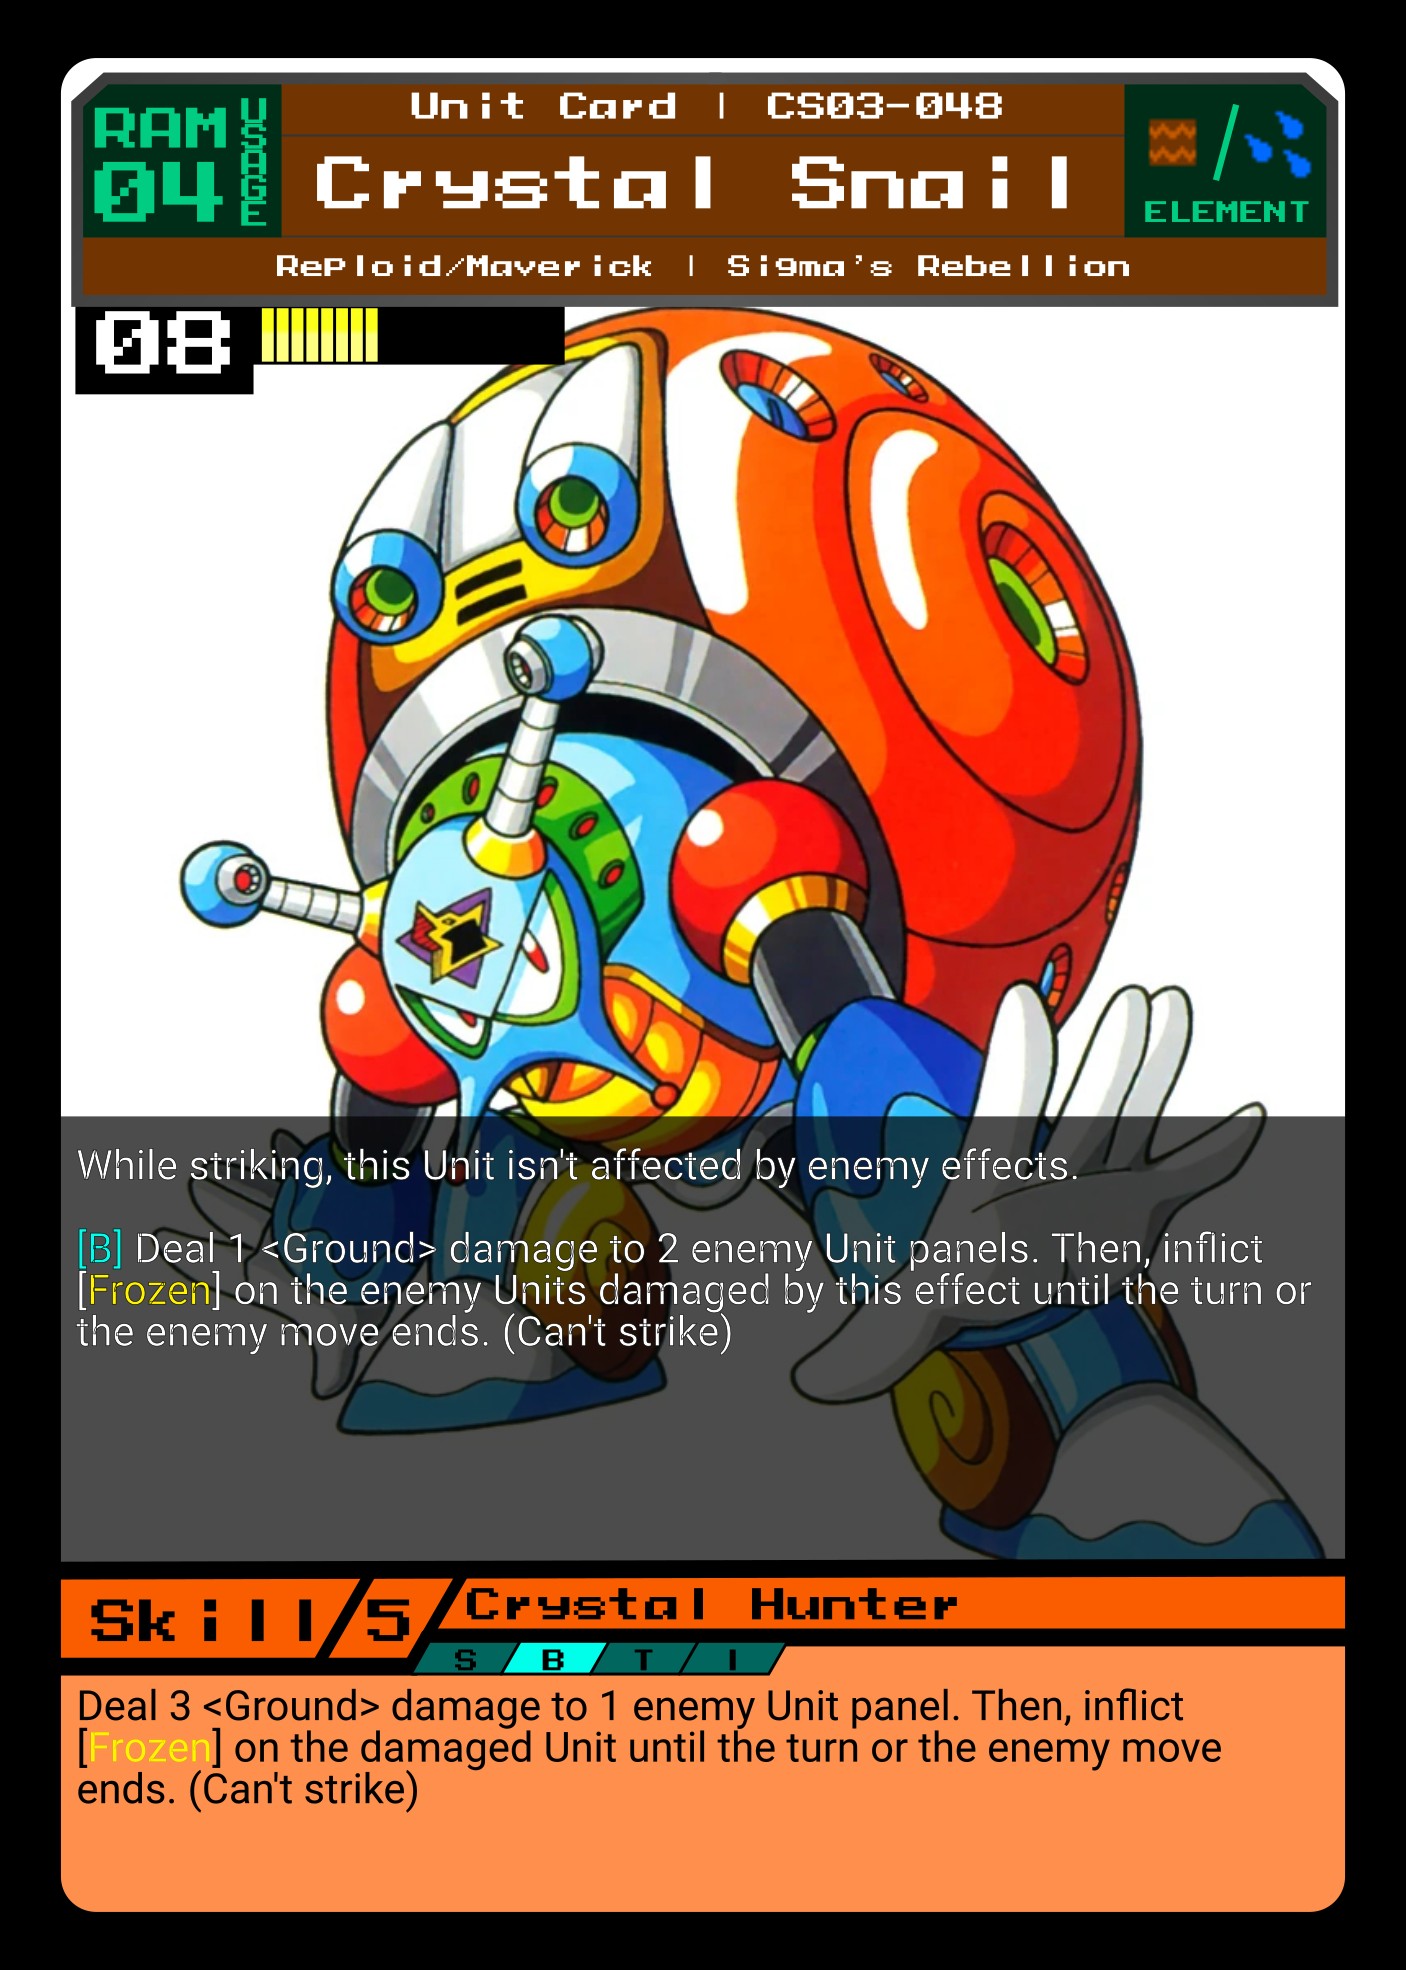 RAM
04
USAGE
Unit Card | CS03-048
Crystal Snail
ELEMENT
Reploid/Maverick | Sigma's Rebellion
08
While striking, this Unit isn't affected by enemy effects.
[B] Deal 1 <Ground> damage to 2 enemy Unit panels. Then, inflict
[Frozen] on the enemy Units damaged by this effect until the turn or
the enemy move ends. (Can't strike)
Skill/5
Crystal Hunter
S B T I
Deal 3 <Ground> damage to 1 enemy Unit panel. Then, inflict
[Frozen] on the damaged Unit until the turn or the enemy move
ends. (Can't strike)